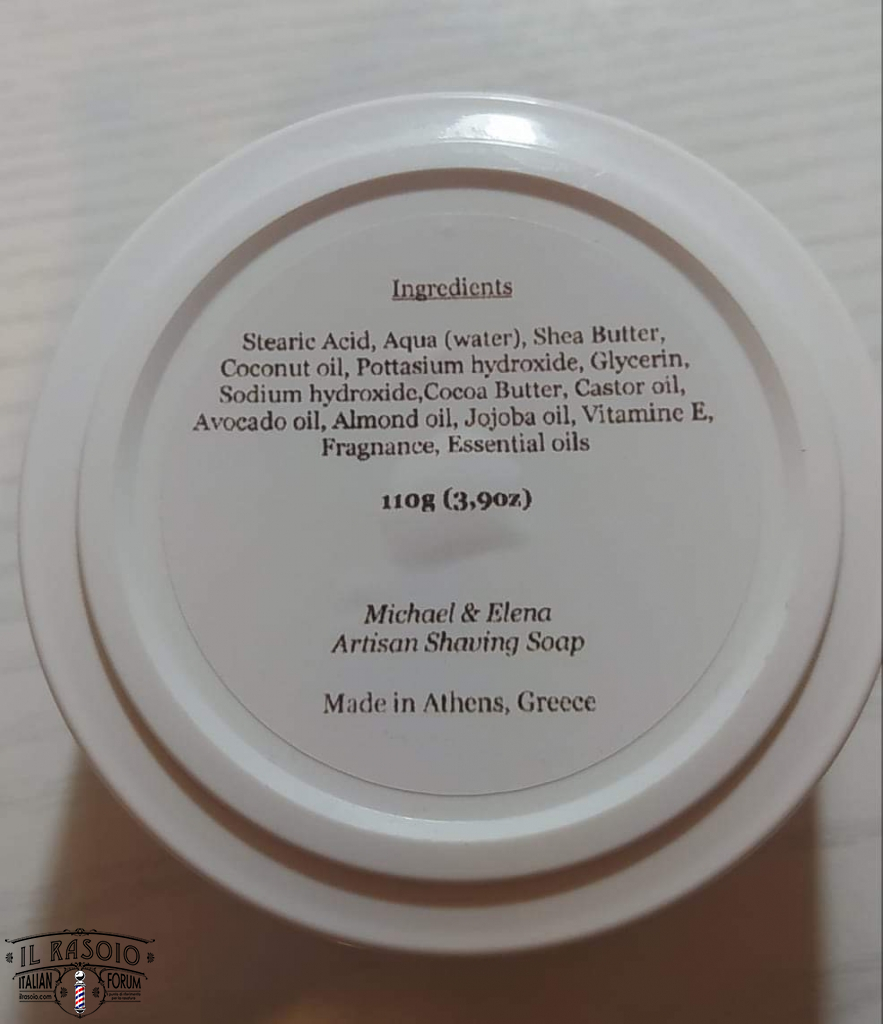 Ingredients
Stearic Acid, Aqua (water), Shea Butter,
Coconut oil, Pottasium hydroxide, Glycerin,
Sodium hydroxide,Cocoa Butter, Castor oil,
Avocado oil, Almond oil, Jojoba oil, Vitamine E,
Fragnance, Essential oils
110g (3,9oz)
Michael & Elena
Artisan Shaving Soap
Made in Athens, Greece
IL RASOIO
ITALIAN FORUM
ilrasoio.com